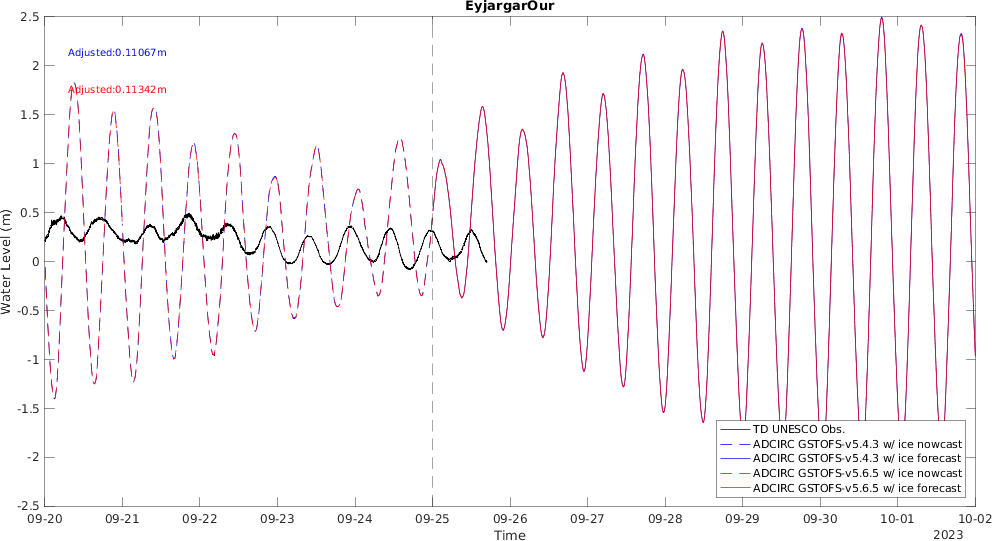 EyjargarOur
Adjusted:0.11067m
Adjusted:0.11342m
Water Level (m)
2.5
2
1.5
1
0.5
0
-0.5
-1
-1.5
-2
-2.5
TD UNESCO Obs.
ADCIRC GSTOFS-v5.4.3 w/ ice nowcast
ADCIRC GSTOFS-v5.4.3 w/ ice forecast
ADCIRC GSTOFS-v5.6.5 w/ ice nowcast
ADCIRC GSTOFS-v5.6.5 w/ ice forecast
09-20 09-21 09-22 09-23 09-24 09-25 09-26 09-27 09-28 09-29 09-30 10-01 10-02
Time
2023